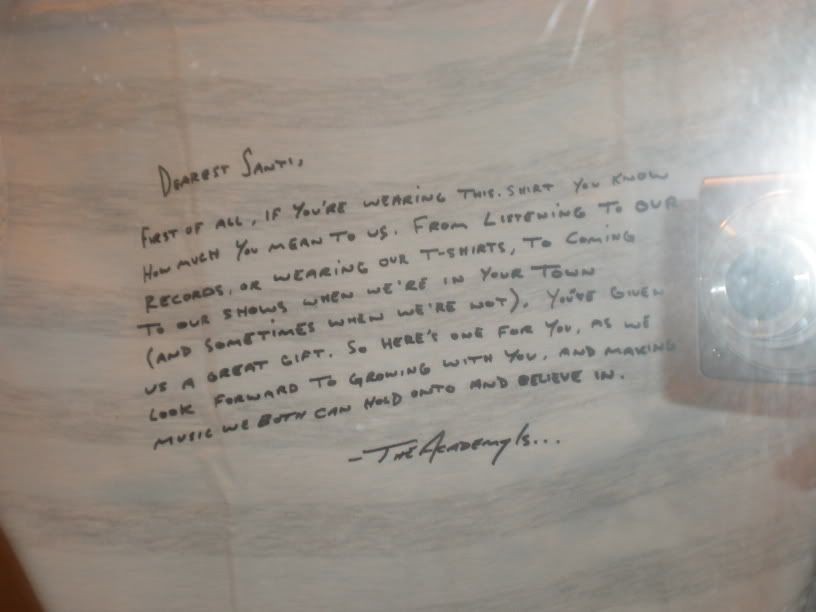 DEAREST SANTI,
FIRST OF ALL, IF YOU'RE WEARING THIS SHIRT YOU KNOW
HOW MUCH YOU MEAN TO US. FROM LISTENING TO OUR
RECORDS, OR WEARING OUR T-SHIRTS, TO COMING
TO OUR SHOWS WHEN WE'RE IN YOUR TOWN
(AND SOMETIMES WHEN WE'RE NOT). YOU'VE GIVEN
US A GREAT GIFT. SO HERE'S ONE FOR YOU, AS WE
LOOK FORWARD TO GROWING WITH YOU, AND MAKING
MUSIC WE BOTH CAN HOLD ONTO AND BELIEVE IN.
- THE ACADEMY IS...